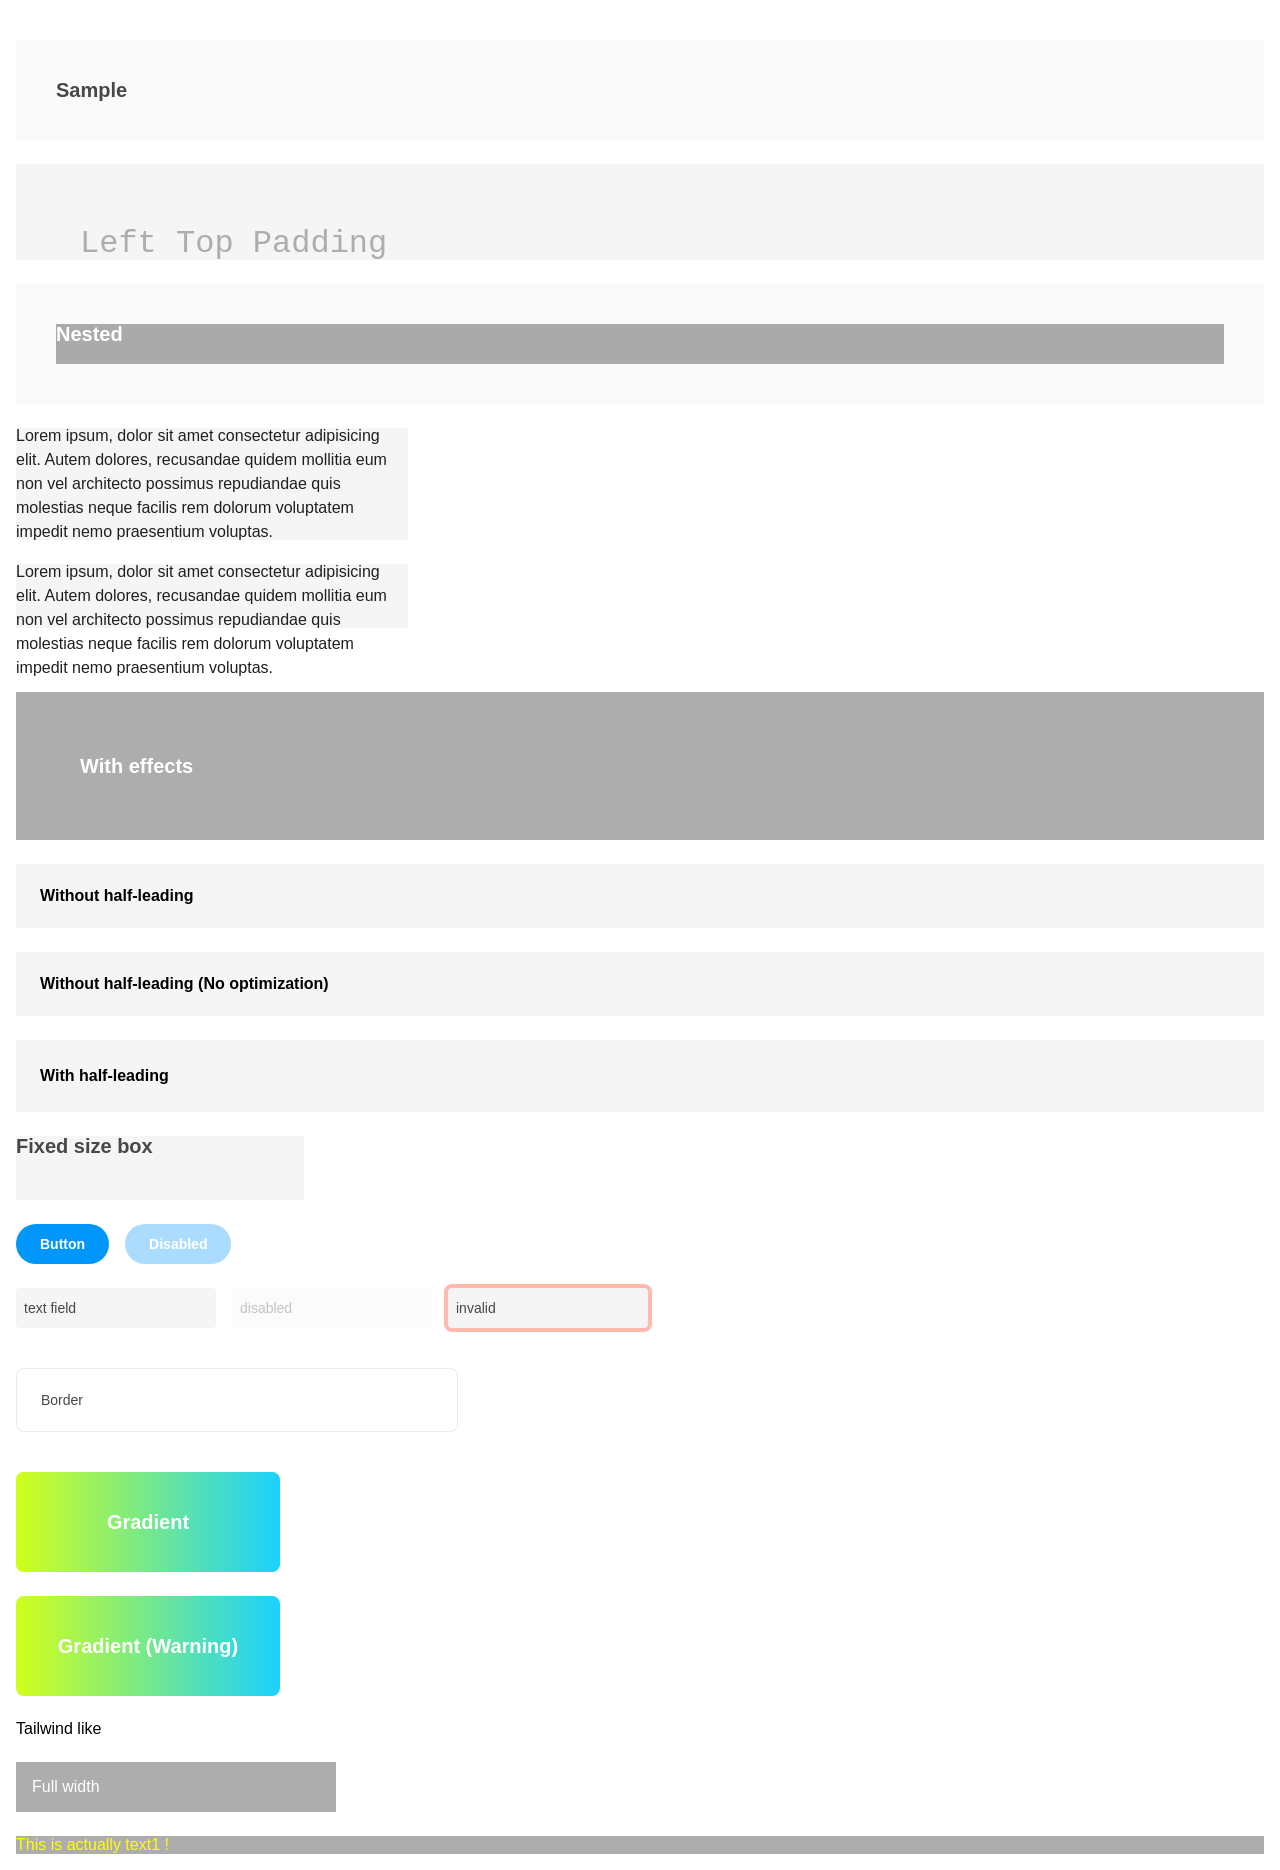 Sample
Left Top Padding
Nested
Lorem ipsum, dolor sit amet consectetur adipisicing
elit. Autem dolores, recusandae quidem mollitia eum
non vel architecto possimus repudiandae quis
molestias neque facilis rem dolorum voluptatem
impedit nemo praesentium voluptas.
Lorem ipsum, dolor sit amet consectetur adipisicing
elit. Autem dolores, recusandae quidem mollitia eum
non vel architecto possimus repudiandae quis
molestias neque facilis rem dolorum voluptatem
impedit nemo praesentium voluptas.
With effects
Without half-leading
Without half-leading (No optimization)
With half-leading
Fixed size box
Button Disabled
text field disabled invalid
Border
Gradient
Gradient (Warning)
Tailwind like
Full width
This is actually text1 !